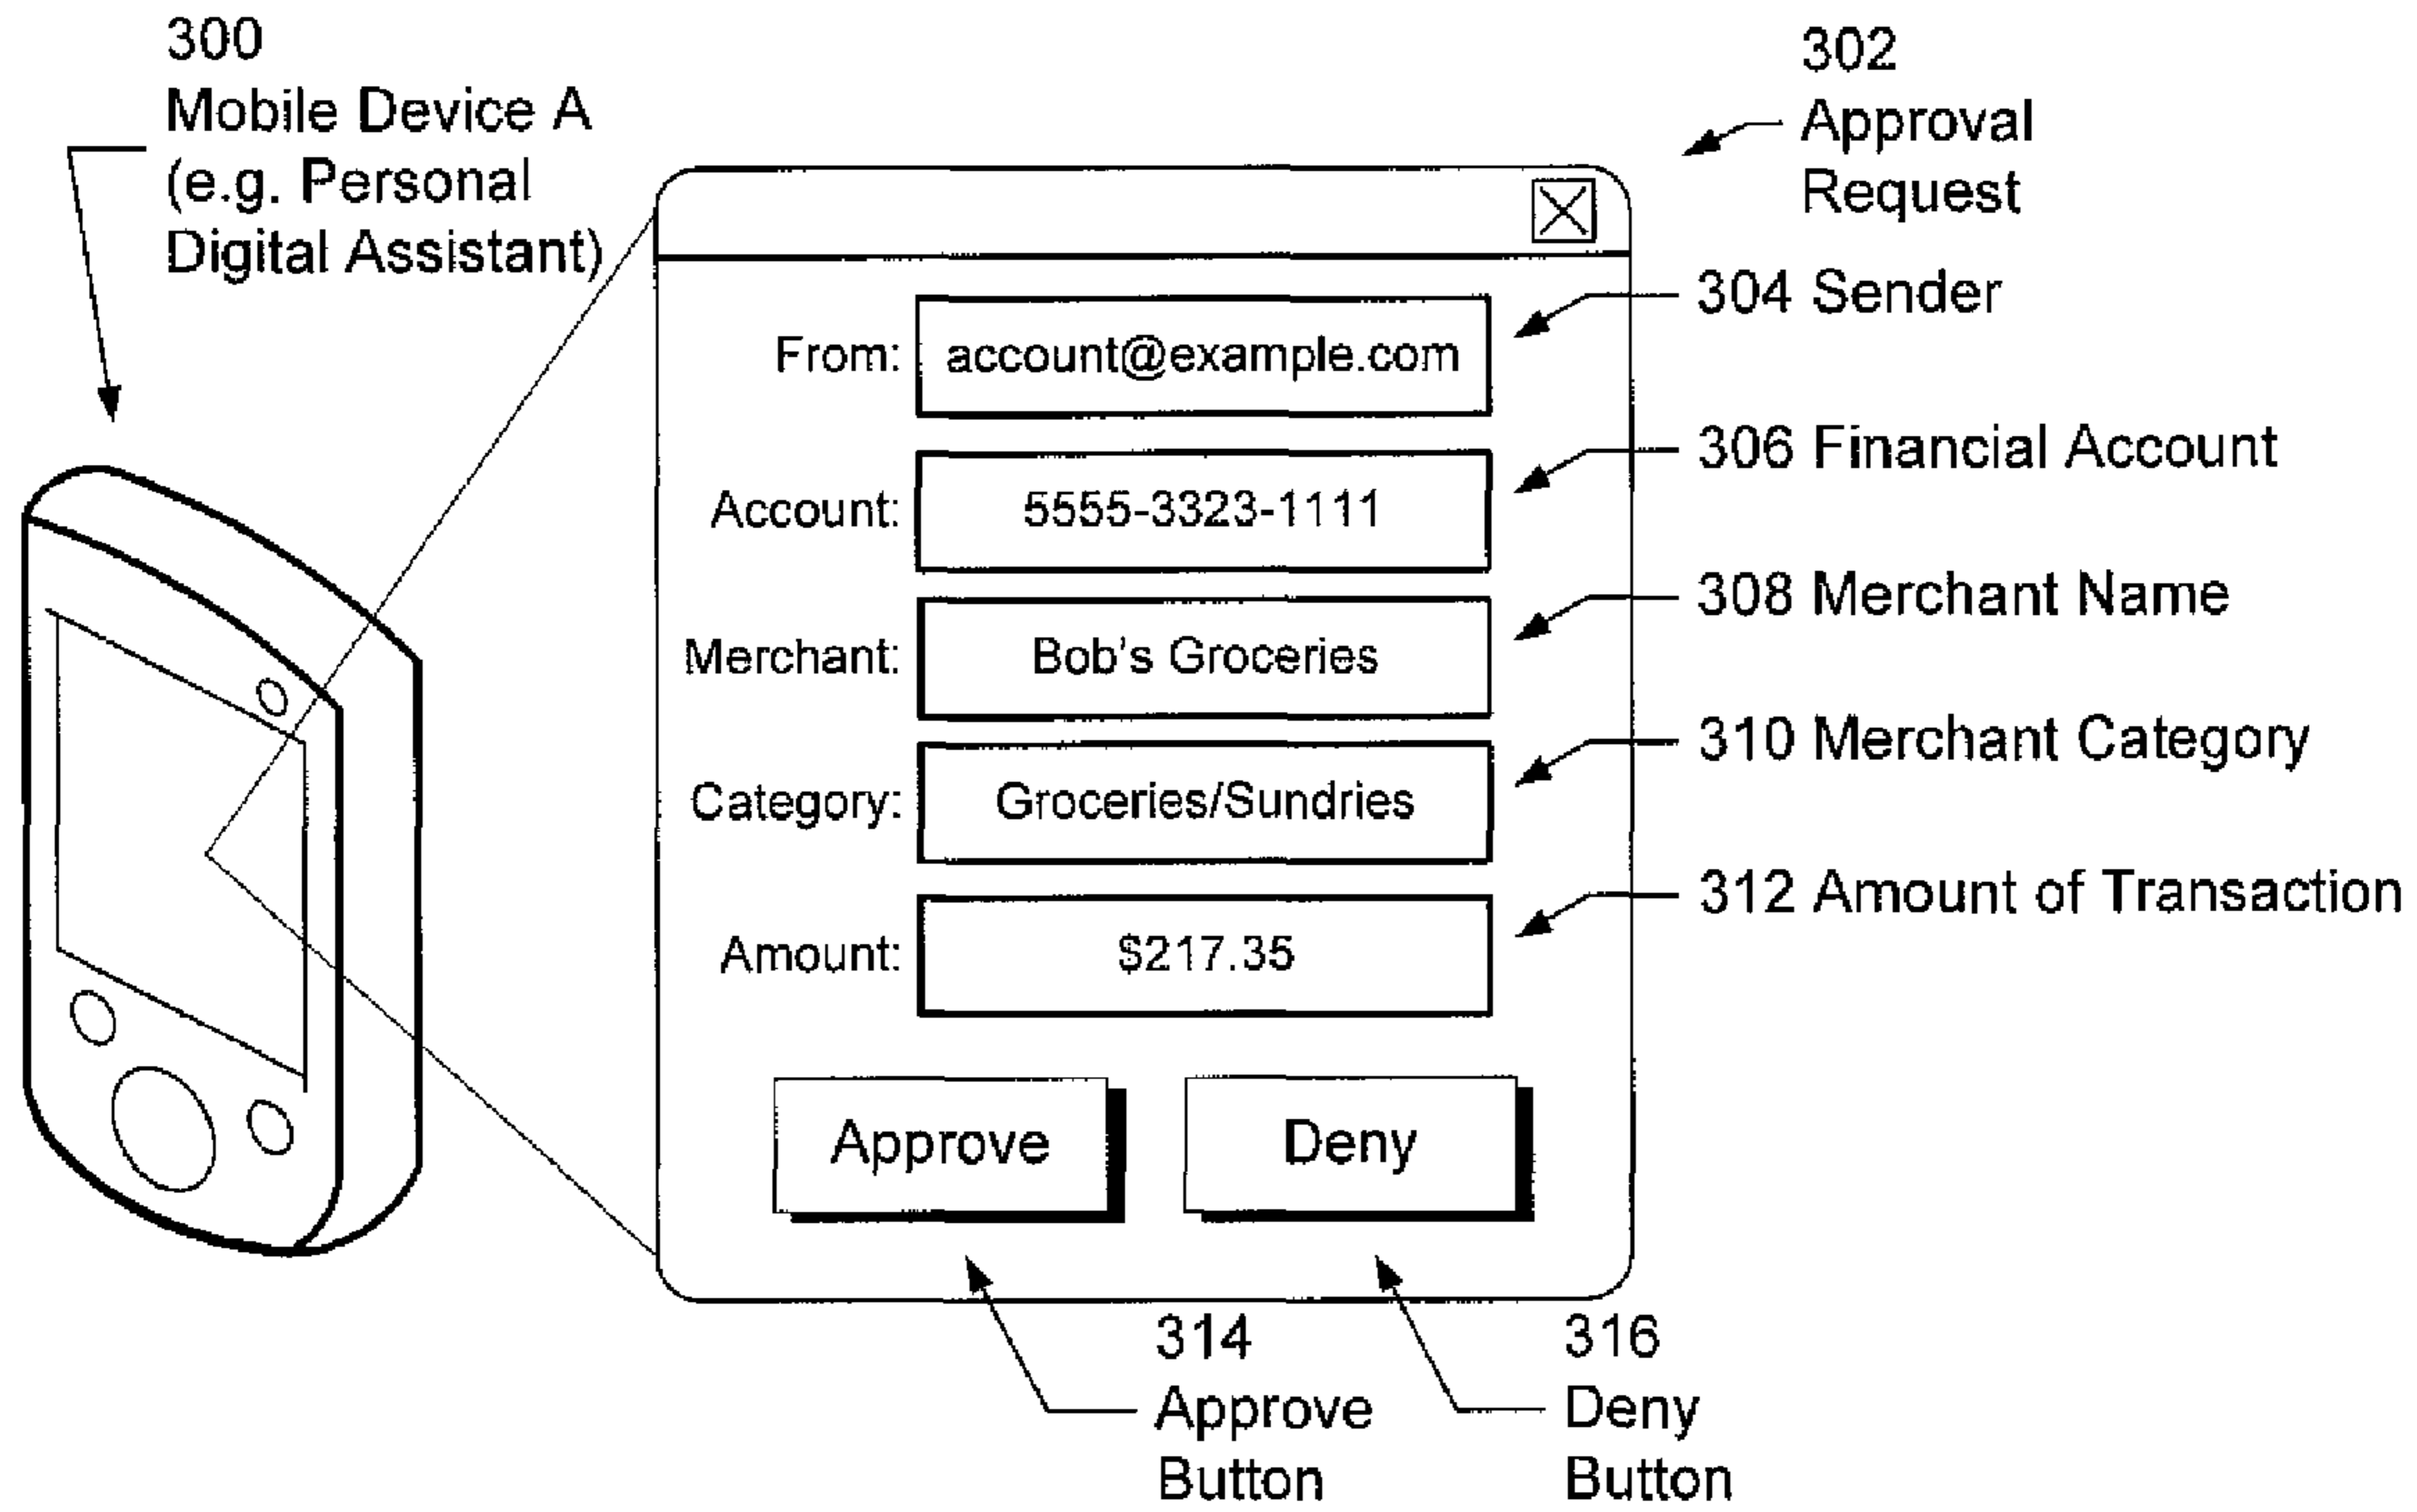 300
Mobile Device A
(e.g. Personal
Digital Assistant)
302
Approval
Request
304 Sender
From: account@example.com
306 Financial Account
Account: 5555-3323-1111
308 Merchant Name
Merchant: Bob's Groceries
310 Merchant Category
Category: Groceries/Sundries
312 Amount of Transaction
Amount: $217.35
Approve
Deny
314
Approve
Button
316
Deny
Button